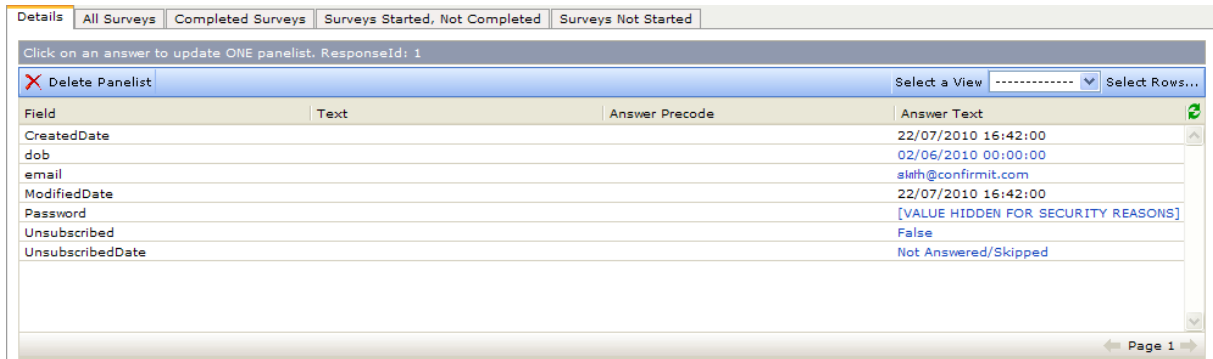 Details All Surveys Completed Surveys Surveys Started, Not Completed Surveys Not Started
Click on an answer to update ONE panelist. ResponseId: 1
Delete Panelist Select a View ------------- Select Rows...
Field Text Answer Precode Answer Text
CreatedDate 22/07/2010 16:42:00
dob 02/06/2010 00:00:00
email @confirmit.com
ModifiedDate 22/07/2010 16:42:00
Password [VALUE HIDDEN FOR SECURITY REASONS]
Unsubscribed False
UnsubscribedDate Not Answered/Skipped
Page 1